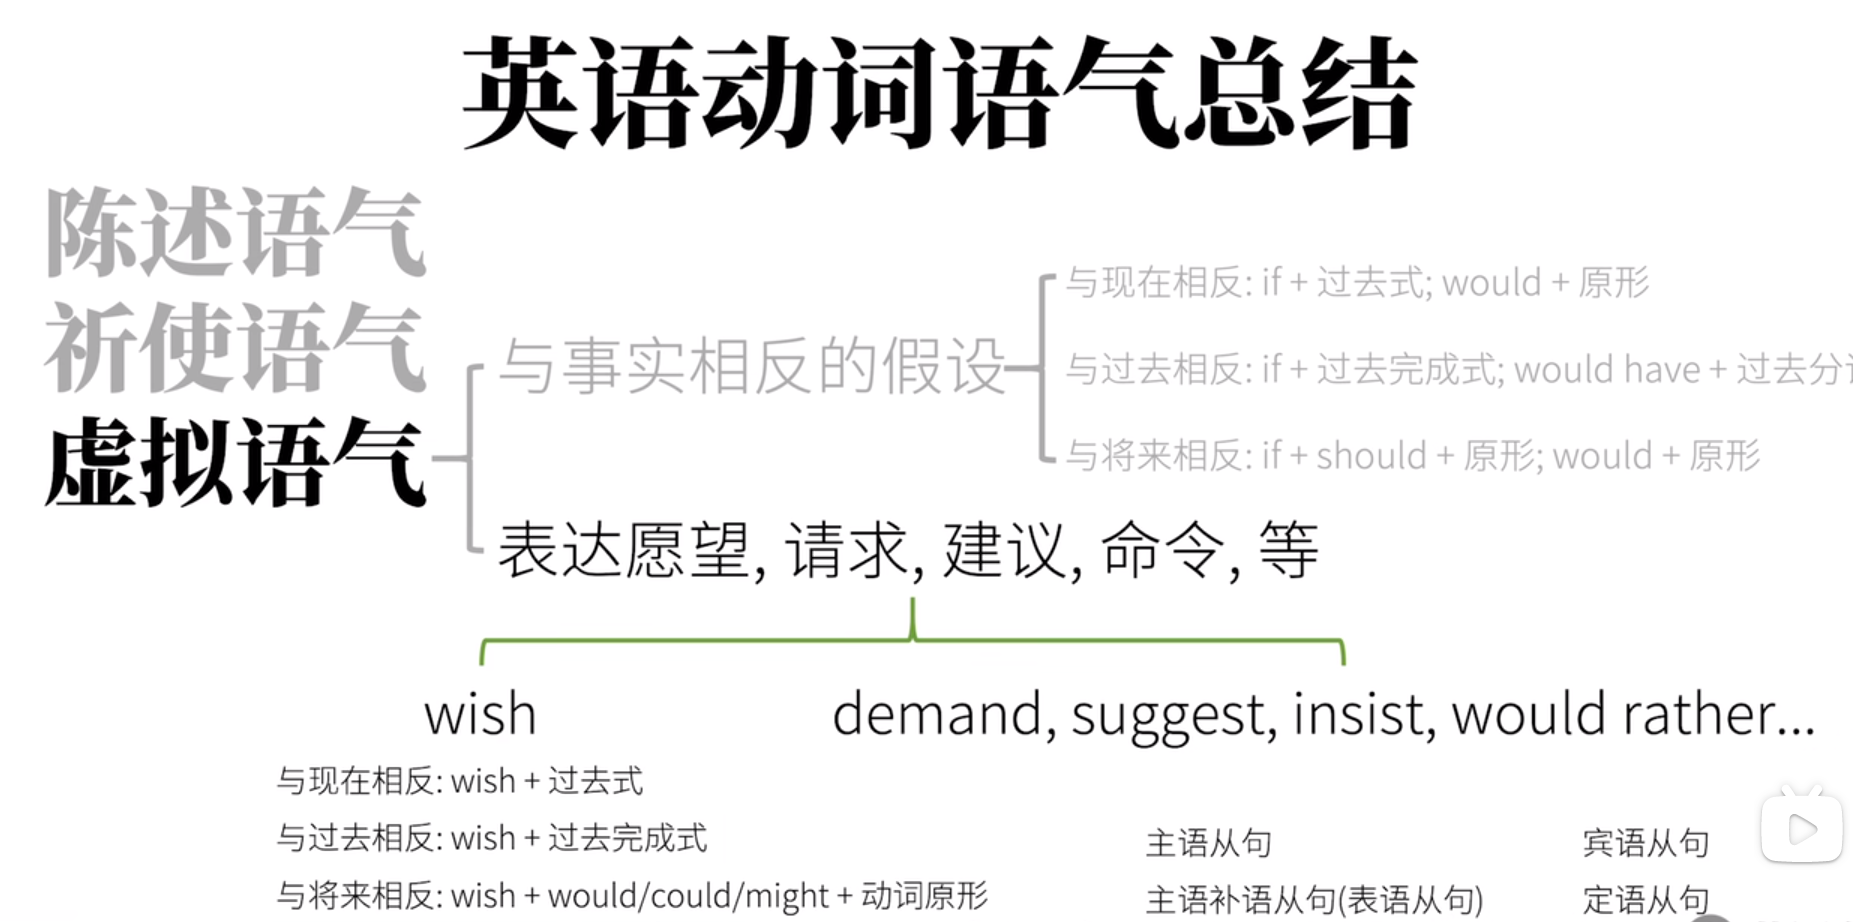 英语动词语气总结
陈述语气
祈使语气
虚拟语气
与事实相反的假设
与现在相反: if + 过去式; would + 原形
与过去相反: if + 过去完成式; would have + 过去分
与将来相反: if + should + 原形; would + 原形
表达愿望, 请求, 建议, 命令, 等
wish
与现在相反: wish + 过去式
与过去相反: wish + 过去完成式
与将来相反: wish + would/could/might + 动词原形
demand, suggest, insist, would rather...
主语从句
宾语从句
主语补语从句(表语从句)
定语从句